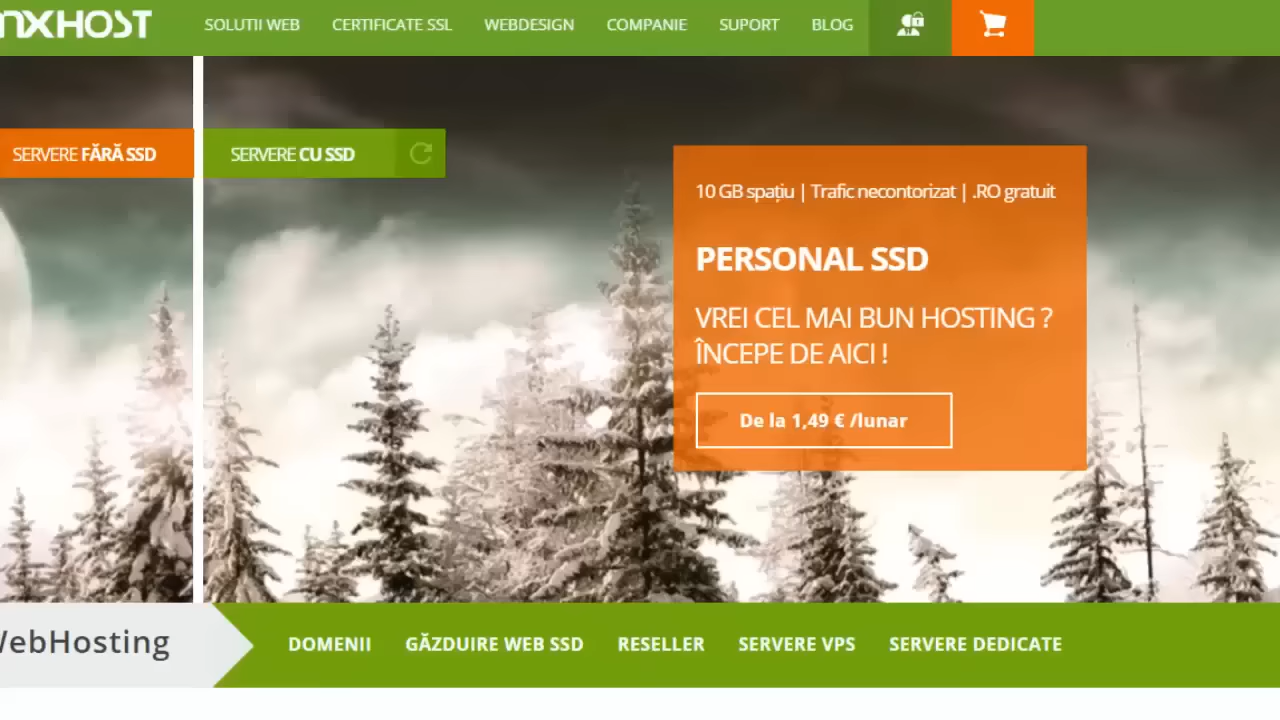 NXHOST
SOLUTII WEB CERTIFICATE SSL WEBDESIGN COMPANIE SUPORT BLOG
SERVERE FĂRĂ SSD
SERVERE CU SSD
10 GB spațiu | Trafic necontorizat | .RO gratuit
PERSONAL SSD
VREI CEL MAI BUN HOSTING ?
ÎNCEPE DE AICI !
De la 1,49 € /lunar
WebHosting
DOMENII GĂZDUIRE WEB SSD RESELLER SERVERE VPS SERVERE DEDICATE